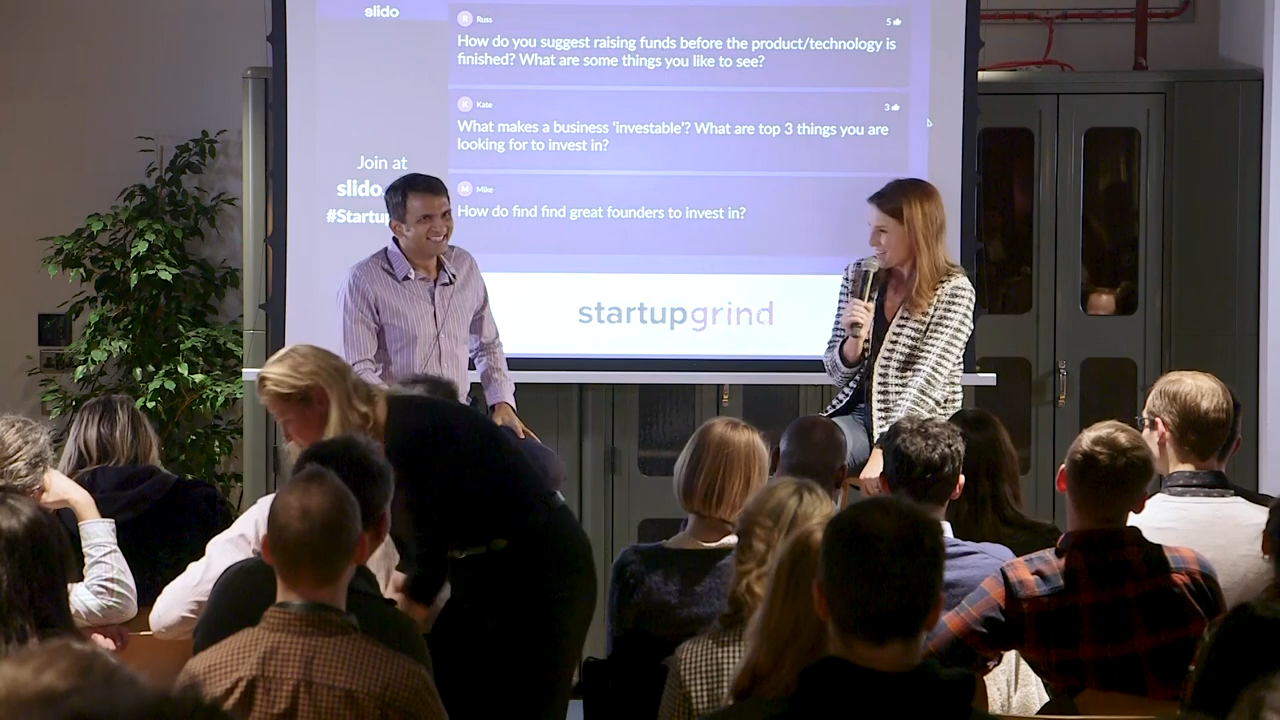 slido
R Russ
5
How do you suggest raising funds before the product/technology is
finished? What are some things you like to see?
K Kate
3
What makes a business 'investable'? What are top 3 things you are
looking for to invest in?
M Mike
How do find find great founders to invest in?
Join at
slido.
#Startup
startupgrind